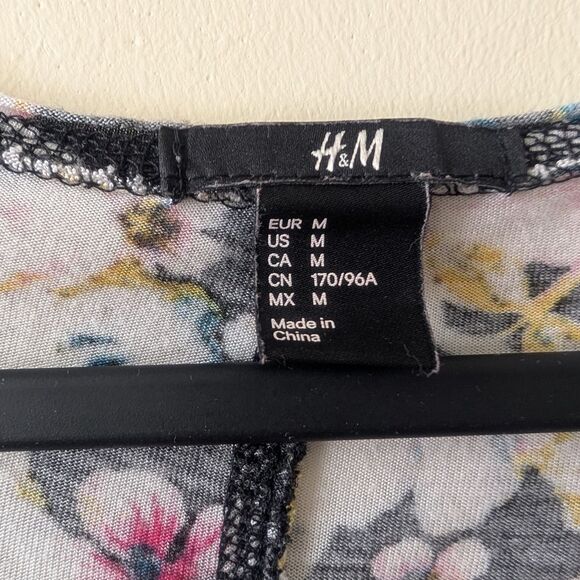 H&M
EUR M
US M
CA M
CN 170/96A
MX M
Made in
China